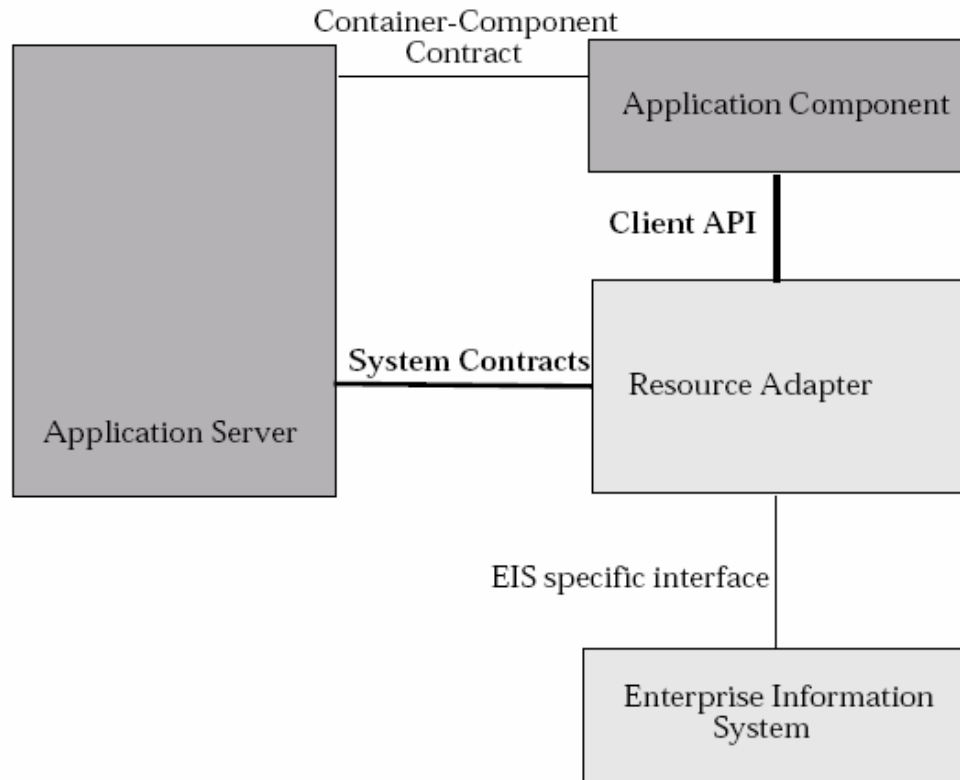 Container-Component
Contract
Application Component
Client API
System Contracts
Resource Adapter
Application Server
EIS specific interface
Enterprise Information
System